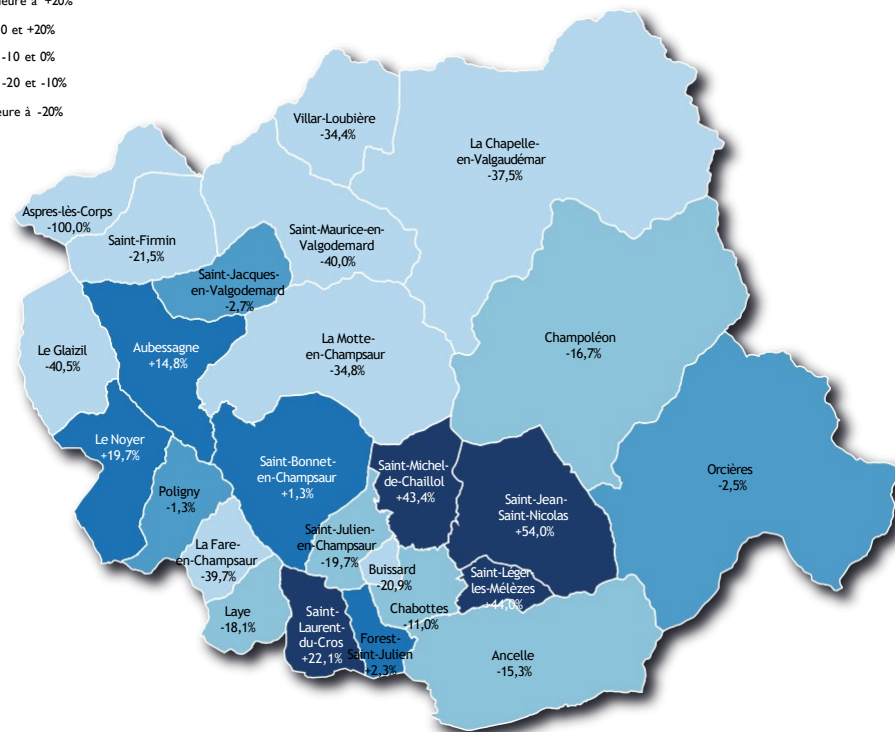 +20%
0 et +20%
-10 et 0%
-20 et -10%
à -20%
Villar-Loubière
-34,4%
La Chapelle-
en-Valgaudémar
-37,5%
Aspres-lès-Corps
-100,0%
Saint-Firmin
-21,5%
Saint-Maurice-en-
Valgodemard
-40,0%
Saint-Jacques-
en-Valgodemard
-2,7%
Le Glaizil
-40,5%
Aubessagne
+14,8%
La Motte-
en-Champsaur
-34,8%
Champoléon
-16,7%
Le Noyer
+19,7%
Poligny
-1,3%
Saint-Bonnet-
en-Champsaur
+1,3%
Saint-Michel-
de-Chaillol
+43,4%
Saint-Jean-
Saint-Nicolas
+54,0%
Orcières
-2,5%
La Fare-
en-Champsaur
-39,7%
Saint-Julien-
en-Champsaur
-19,7%
Buissard
-20,9%
Saint-Léger-
les-Mélèzes
+44,0%
Laye
-18,1%
Saint-
Laurent-
du-Cros
+22,1%
Forest-
Saint-Julien
+2,3%
Chabottes
-11,0%
Ancelle
-15,3%